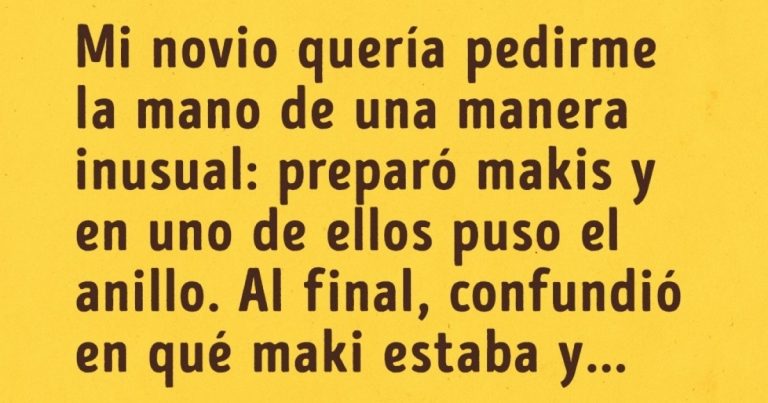 Mi novio quería pedirme
la mano de una manera
inusual: preparó makis y
en uno de ellos puso el
anillo. Al final, confundió
en qué maki estaba y...